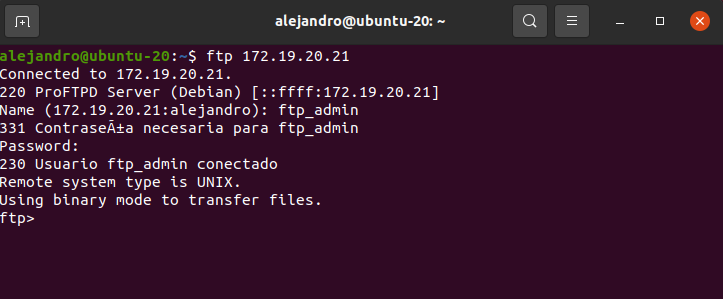 alejandro@ubuntu-20: ~
alejandro@ubuntu-20:~$ ftp 172.19.20.21
Connected to 172.19.20.21.
220 ProFTPD Server (Debian) [::ffff:172.19.20.21]
Name (172.19.20.21:alejandro): ftp_admin
331 ContraseÃ±a necesaria para ftp_admin
Password:
230 Usuario ftp_admin conectado
Remote system type is UNIX.
Using binary mode to transfer files.
ftp>